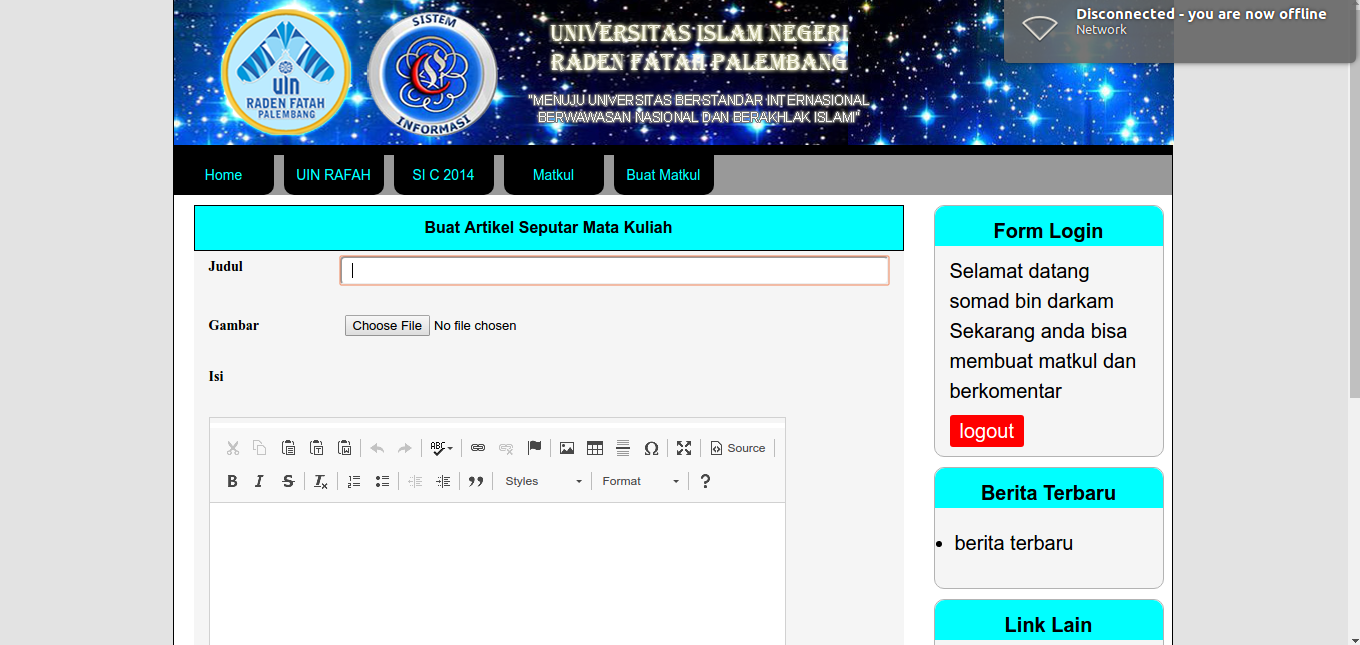 SISTEM
INFORMASI
uin
RADEN FATAH
PALEMBANG
UNIVERSITAS ISLAM NEGERI
RADEN FATAH PALEMBANG
"MENUJU UNIVERSITAS BERSTANDAR INTERNASIONAL
BERWAWASAN NASIONAL DAN BERAKHLAK ISLAMI"
Disconnected - you are now offline
Network
Home
UIN RAFAH
SI C 2014
Matkul
Buat Matkul
Buat Artikel Seputar Mata Kuliah
Judul
Gambar
Choose File No file chosen
Isi
ABC
Source
B I S Ix
Styles
Format
?
Form Login
Selamat datang
somad bin darkam
Sekarang anda bisa
membuat matkul dan
berkomentar
logout
Berita Terbaru
berita terbaru
Link Lain